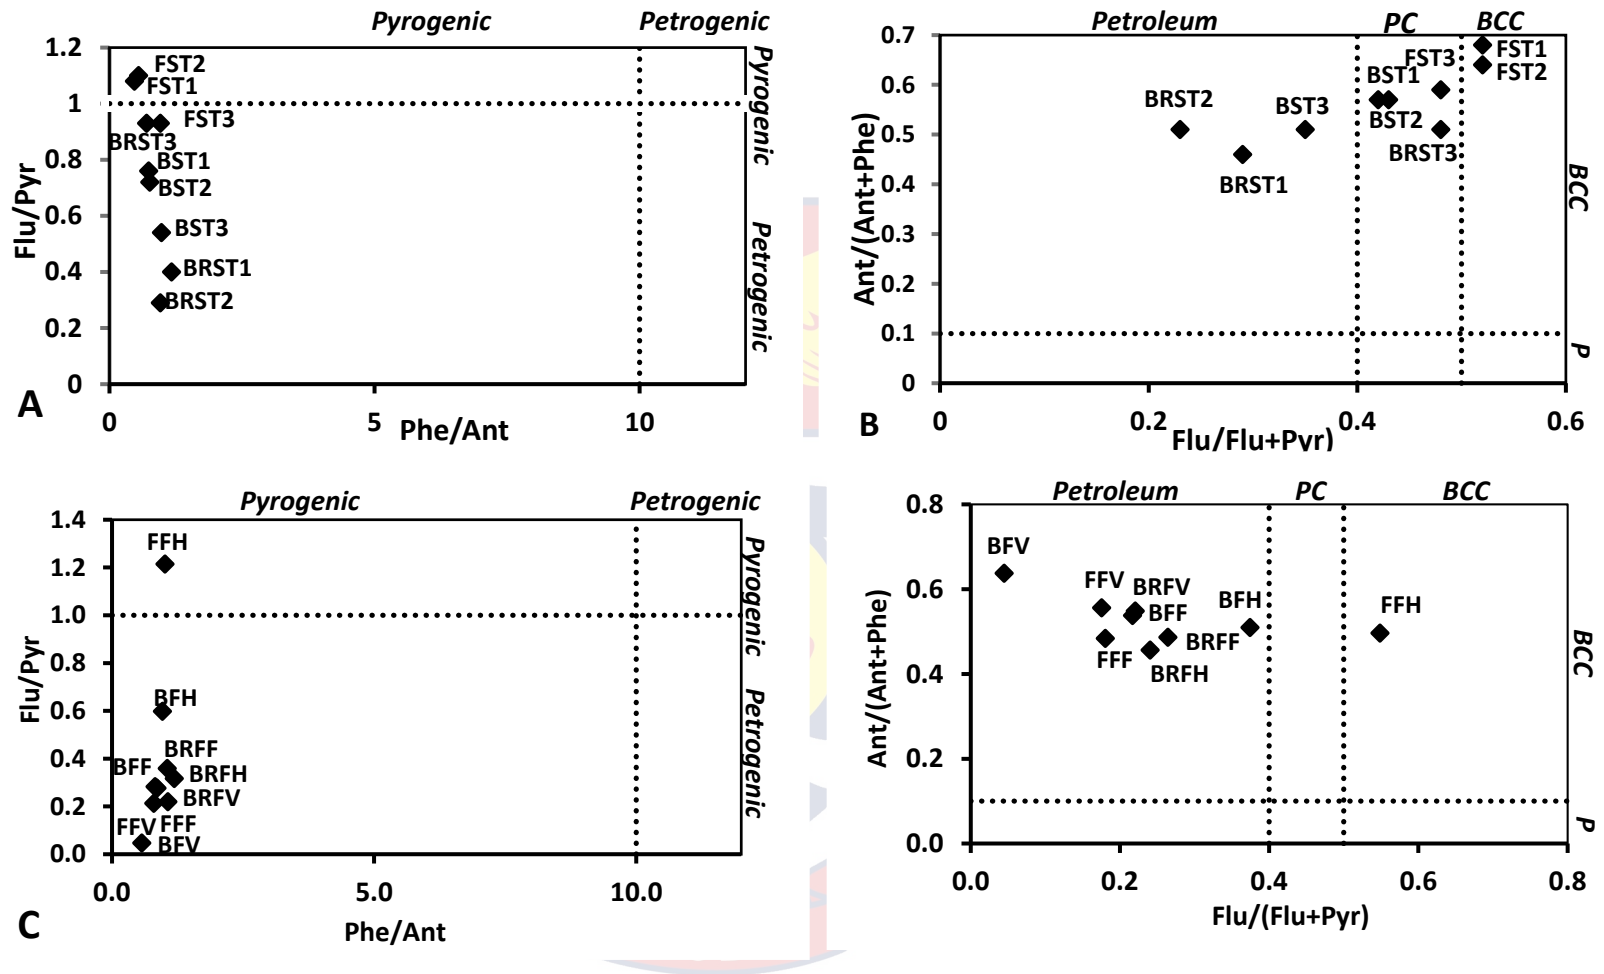 Pyrogenic Petrogenic
1.2
1
0.8
0.6
0.4
0.2
0
Flu/Pyr
FST2
FST1
FST3
BRST3
BST1
BST2
BST3
BRST1
BRST2
Pyrogenic
Petrogenic
0 5 10
Phe/Ant
A
Petroleum PC BCC
0.7
0.6
0.5
0.4
0.3
0.2
0.1
0
Ant/(Ant+Phe)
FST1
FST2
FST3
BST1
BRST2
BST3
BST2
BRST3
BRST1
BCC
P
0 0.2 0.4 0.6
Flu/Flu+Pyr)
B
Pyrogenic Petrogenic
1.4
1.2
1.0
0.8
0.6
0.4
0.2
0.0
Flu/Pyr
FFH
BFH
BRFF
BFF
BRFH
BRFV
FFV
FFF
BFV
Pyrogenic
Petrogenic
0.0 5.0 10.0
Phe/Ant
C
Petroleum PC BCC
0.8
0.6
0.4
0.2
0.0
Ant/(Ant+Phe)
BFV
FFV
BRFV
BFF
BFH
FFH
BRFF
FFF
BRFH
BCC
P
0.0 0.2 0.4 0.6 0.8
Flu/(Flu+Pyr)